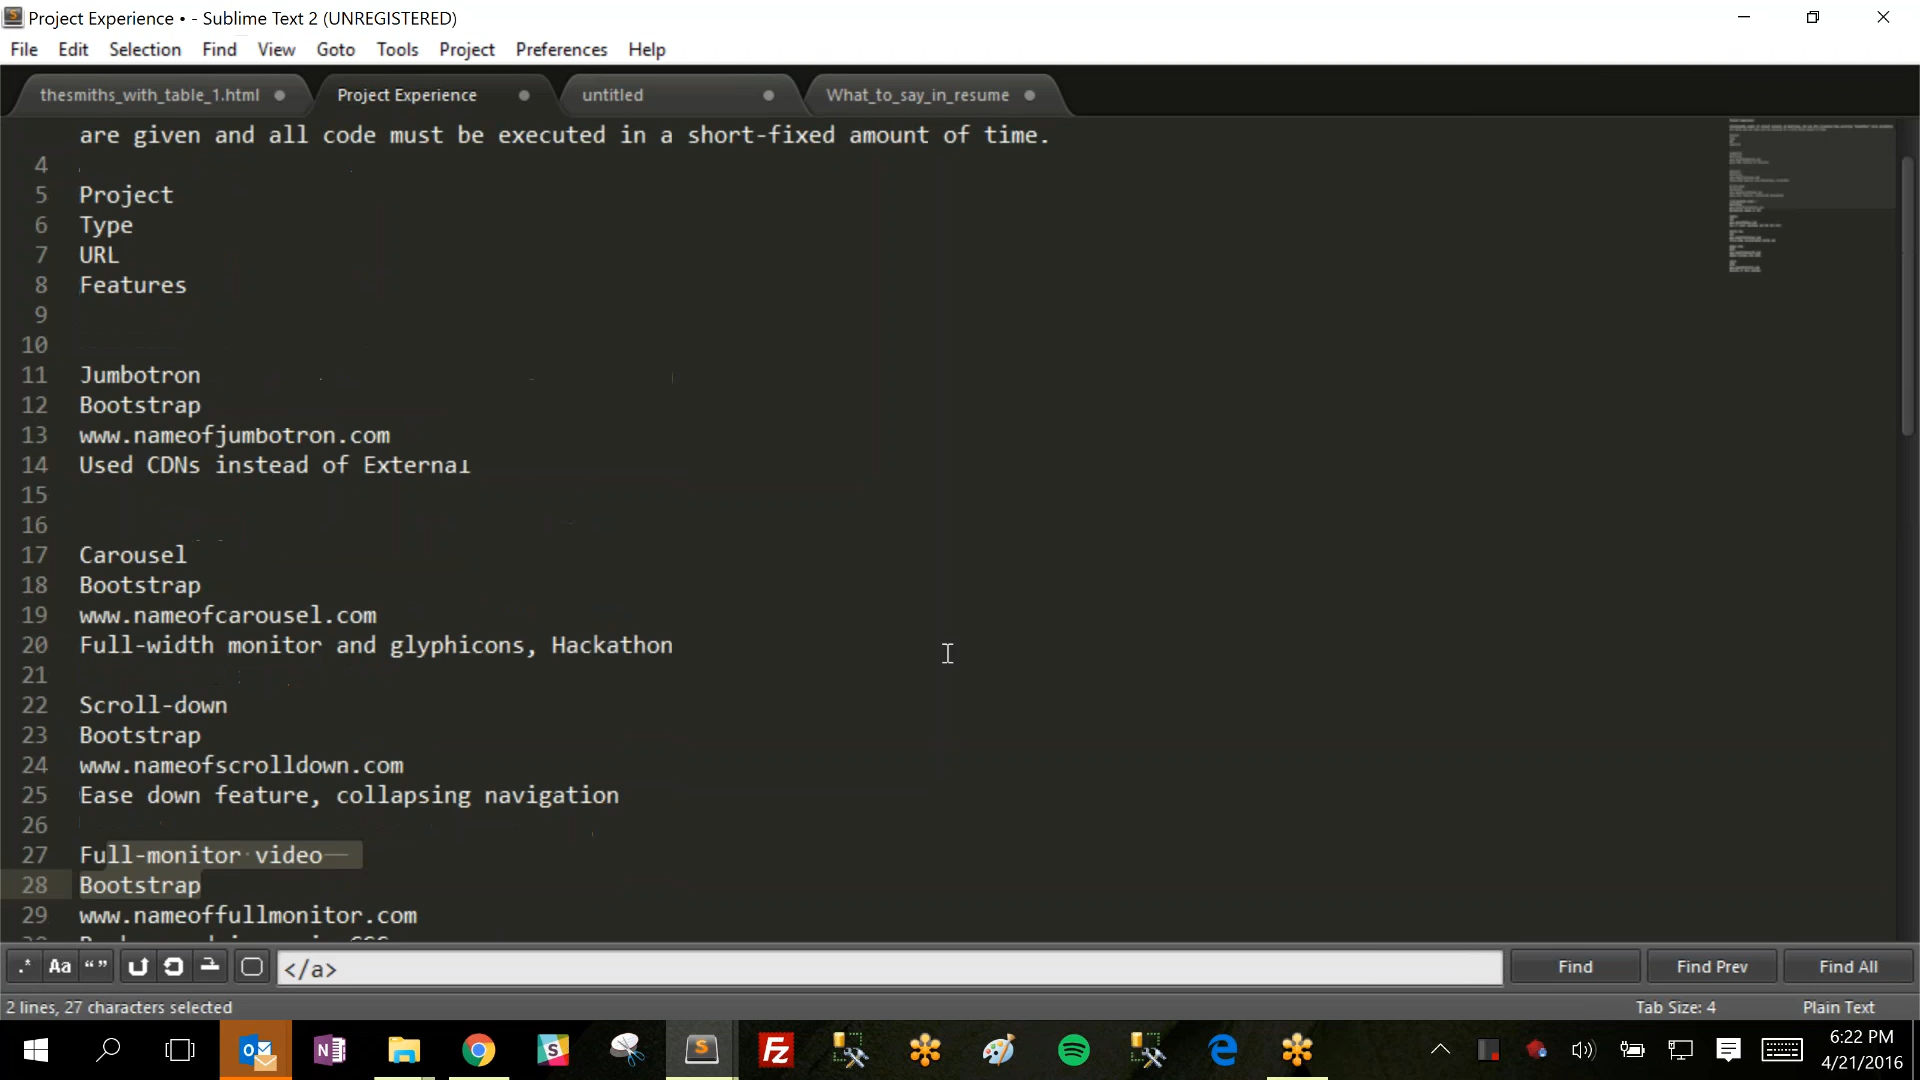 Project Experience • - Sublime Text 2 (UNREGISTERED)
File Edit Selection Find View Goto Tools Project Preferences Help
thesmiths_with_table_1.html Project Experience untitled What_to_say_in_resume
are given and all code must be executed in a short-fixed amount of time.
4
5 Project
6 Type
7 URL
8 Features
9
10
11 Jumbotron
12 Bootstrap
13 www.nameofjumbotron.com
14 Used CDNs instead of External
15
16
17 Carousel
18 Bootstrap
19 www.nameofcarousel.com
20 Full-width monitor and glyphicons, Hackathon
21
22 Scroll-down
23 Bootstrap
24 www.nameofscrolldown.com
25 Ease down feature, collapsing navigation
26
27 Full-monitor video
28 Bootstrap
29 www.nameoffullmonitor.com
.* Aa “” </a> Find Find Prev Find All
2 lines, 27 characters selected Tab Size: 4 Plain Text
6:22 PM
4/21/2016